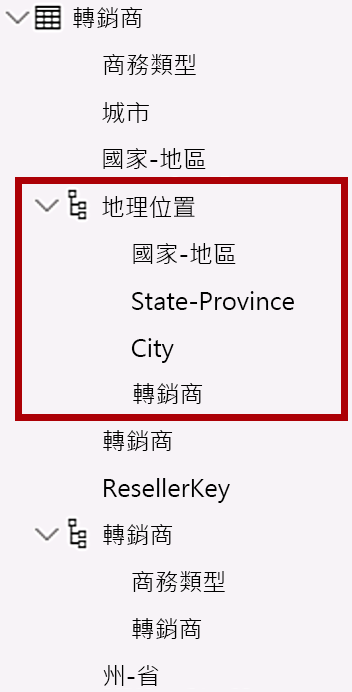 轉銷商
商務類型
城市
國家-地區
地理位置
國家-地區
State-Province
City
轉銷商
轉銷商
ResellerKey
轉銷商
商務類型
轉銷商
州-省